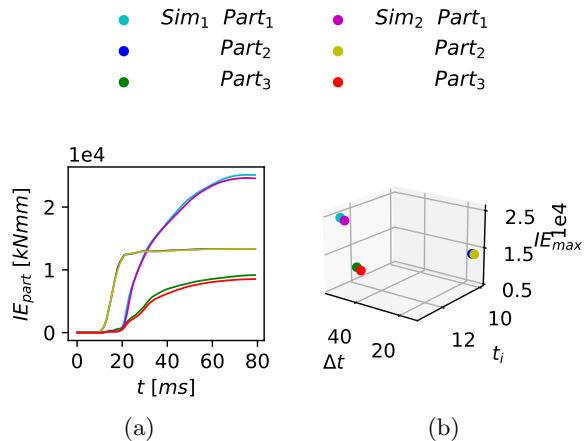 Sim1 Part1 Sim2 Part1
Part2 Part2
Part3 Part3
1e4
2
1
0
IEpart [kNmm]
0 20 40 60 80
t [ms]
1e4
2.5
1.5
0.5
IEmax
40 20
Δt
12 10
ti
(a) (b)